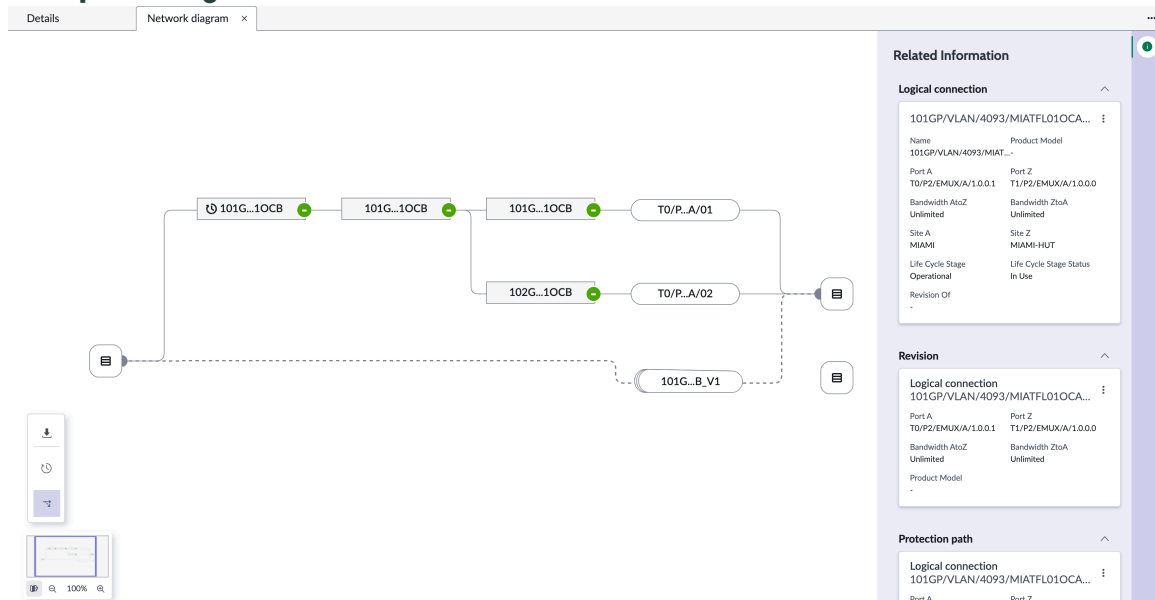 Details
Network diagram ×
101G...1OCB
101G...1OCB
101G...1OCB
T0/P...A/01
102G...1OCB
T0/P...A/02
101G...B_V1
100%
Related Information
Logical connection
101GP/VLAN/4093/MIATFL01OCA...
Name Product Model
101GP/VLAN/4093/MIAT... -
Port A Port Z
T0/P2/EMUX/A/1.0.0.1 T1/P2/EMUX/A/1.0.0.0
Bandwidth AtoZ Bandwidth ZtoA
Unlimited Unlimited
Site A Site Z
MIAMI MIAMI-HUT
Life Cycle Stage Life Cycle Stage Status
Operational In Use
Revision Of
-
Revision
Logical connection
101GP/VLAN/4093/MIATFL01OCA...
Port A Port Z
T0/P2/EMUX/A/1.0.0.1 T1/P2/EMUX/A/1.0.0.0
Bandwidth AtoZ Bandwidth ZtoA
Unlimited Unlimited
Product Model
-
Protection path
Logical connection
101GP/VLAN/4093/MIATFL01OCA...
Port A Port Z